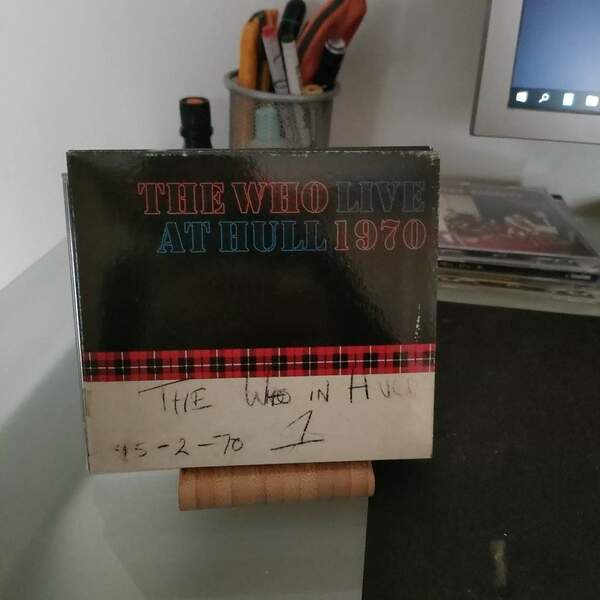 THE WHO LIVE
AT HULL 1970
THE WHO IN HULL
15-2-70 1